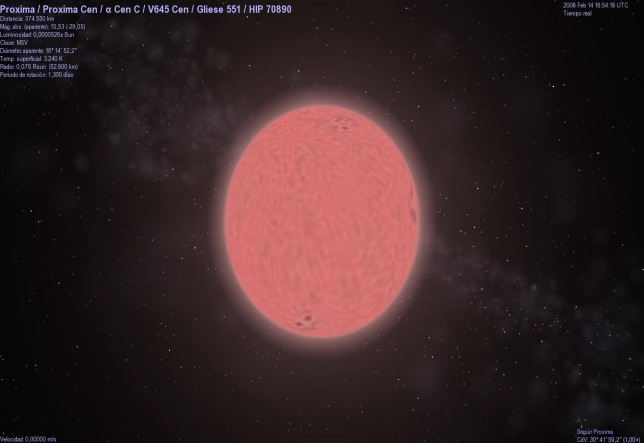 Proxima / Proxima Cen / α Cen C / V645 Cen / Gliese 551 / HIP 70890
Distancia: 374.550 km
Mag. abs. (aparente): 15,53 (-29,05)
Luminosidad: 0,0000526x Sun
Clase: M5V
Diámetro aparente: 16° 14' 52,2"
Temp. superficial: 3.240 K
Radio: 0,076 Rsun (52.900 km)
Período de rotación: 1,300 días
2008 Feb 14 18:54:16 UTC
Tiempo real
Velocidad: 0,00000 m/s
Seguir Proxima
CdV: 30° 41' 59,2" (1,00×)